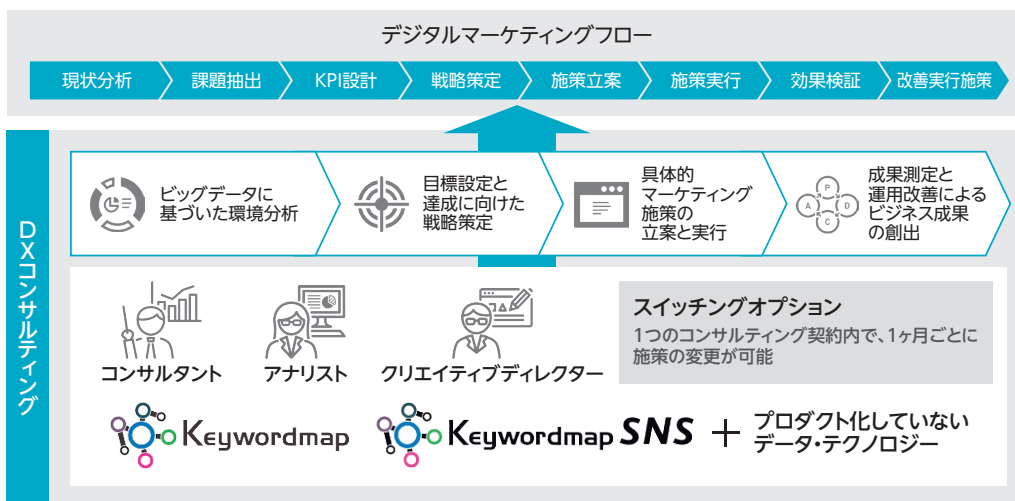 デジタルマーケティングフロー
現状分析
課題抽出
KPI設計
戦略策定
施策立案
施策実行
効果検証
改善実行施策
DXコンサルティング
ビッグデータに
基づいた環境分析
目標設定と
達成に向けた
戦略策定
具体的
マーケティング
施策の
立案と実行
P
A
D
C
成果測定と
運用改善による
ビジネス成果
の創出
コンサルタント
アナリスト
クリエイティブディレクター
スイッチングオプション
1つのコンサルティング契約内で、1ヶ月ごとに
施策の変更が可能
Keywordmap
Keywordmap SNS
+
プロダクト化していない
データ・テクノロジー